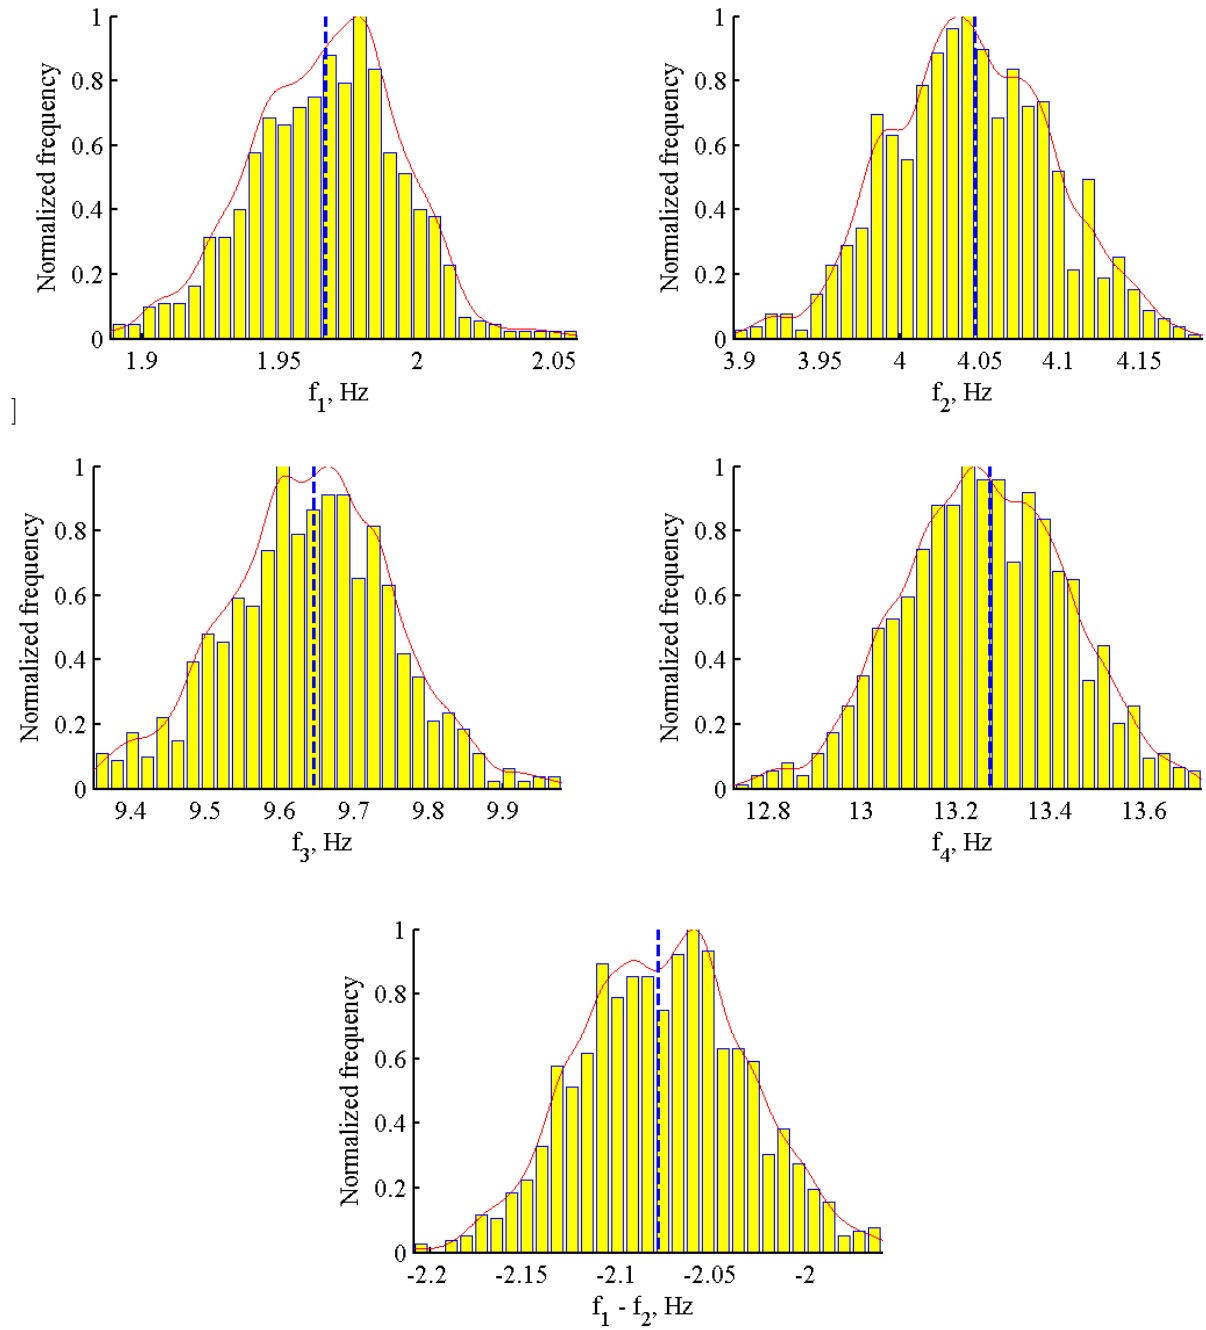 Normalized frequency
1
0.8
0.6
0.4
0.2
0
1.9 1.95 2 2.05
f1, Hz
Normalized frequency
1
0.8
0.6
0.4
0.2
0
3.9 3.95 4 4.05 4.1 4.15
f2, Hz
]
Normalized frequency
1
0.8
0.6
0.4
0.2
0
9.4 9.5 9.6 9.7 9.8 9.9
f3, Hz
Normalized frequency
1
0.8
0.6
0.4
0.2
0
12.8 13 13.2 13.4 13.6
f4, Hz
Normalized frequency
1
0.8
0.6
0.4
0.2
0
-2.2 -2.15 -2.1 -2.05 -2
f1 - f2, Hz